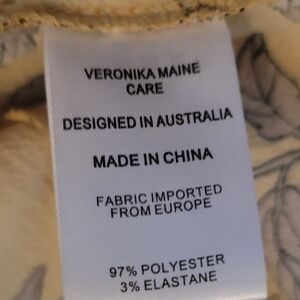 VERONIKA MAINE
CARE
DESIGNED IN AUSTRALIA
MADE IN CHINA
FABRIC IMPORTED
FROM EUROPE
97% POLYESTER
3% ELASTANE